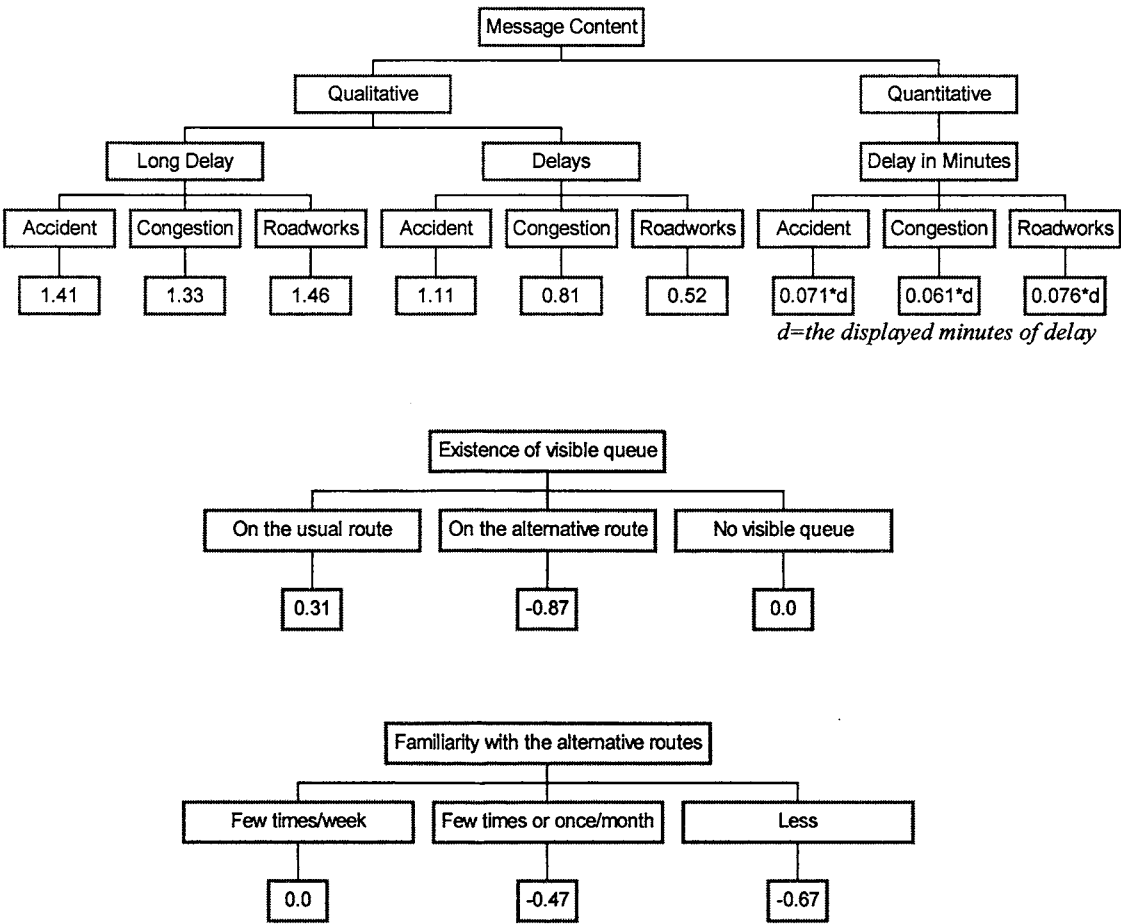 Message Content
Qualitative Quantitative
Long Delay Delays Delay in Minutes
Accident Congestion Roadworks Accident Congestion Roadworks Accident Congestion Roadworks
1.41 1.33 1.46 1.11 0.81 0.52 0.071*d 0.061*d 0.076*d
d=the displayed minutes of delay
Existence of visible queue
On the usual route On the alternative route No visible queue
0.31 -0.87 0.0
Familiarity with the alternative routes
Few times/week Few times or once/month Less
0.0 -0.47 -0.67